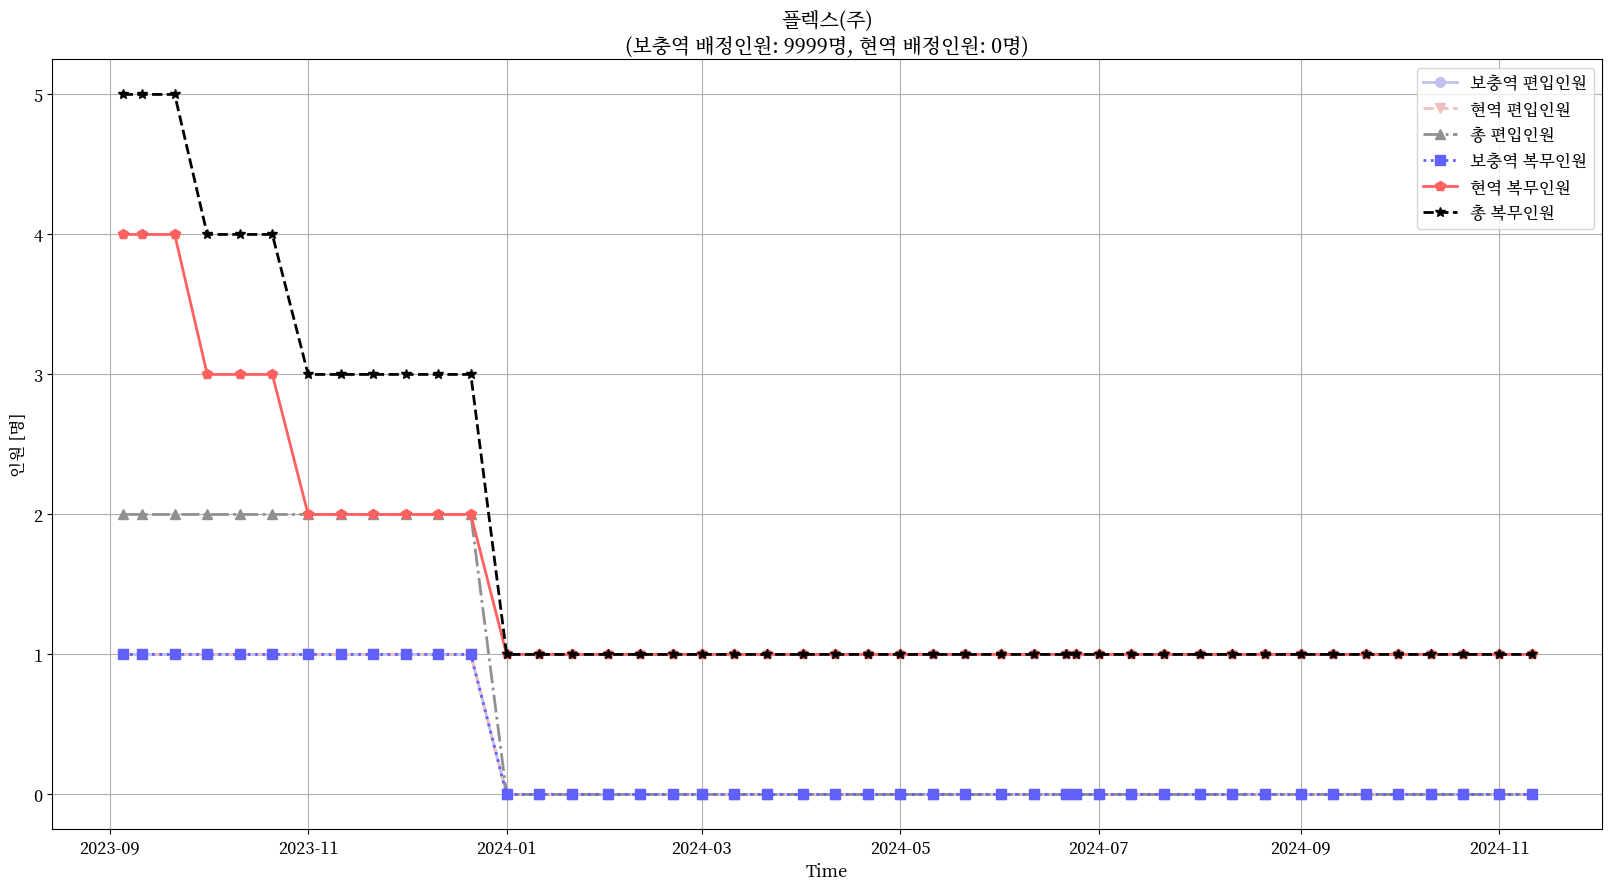 플렉스(주)
(보충역 배정인원: 9999명, 현역 배정인원: 0명)
보충역 편입인원
현역 편입인원
총 편입인원
보충역 복무인원
현역 복무인원
총 복무인원
인원 [명]
5
4
3
2
1
0
2023-09
2023-11
2024-01
2024-03
2024-05
2024-07
2024-09
2024-11
Time